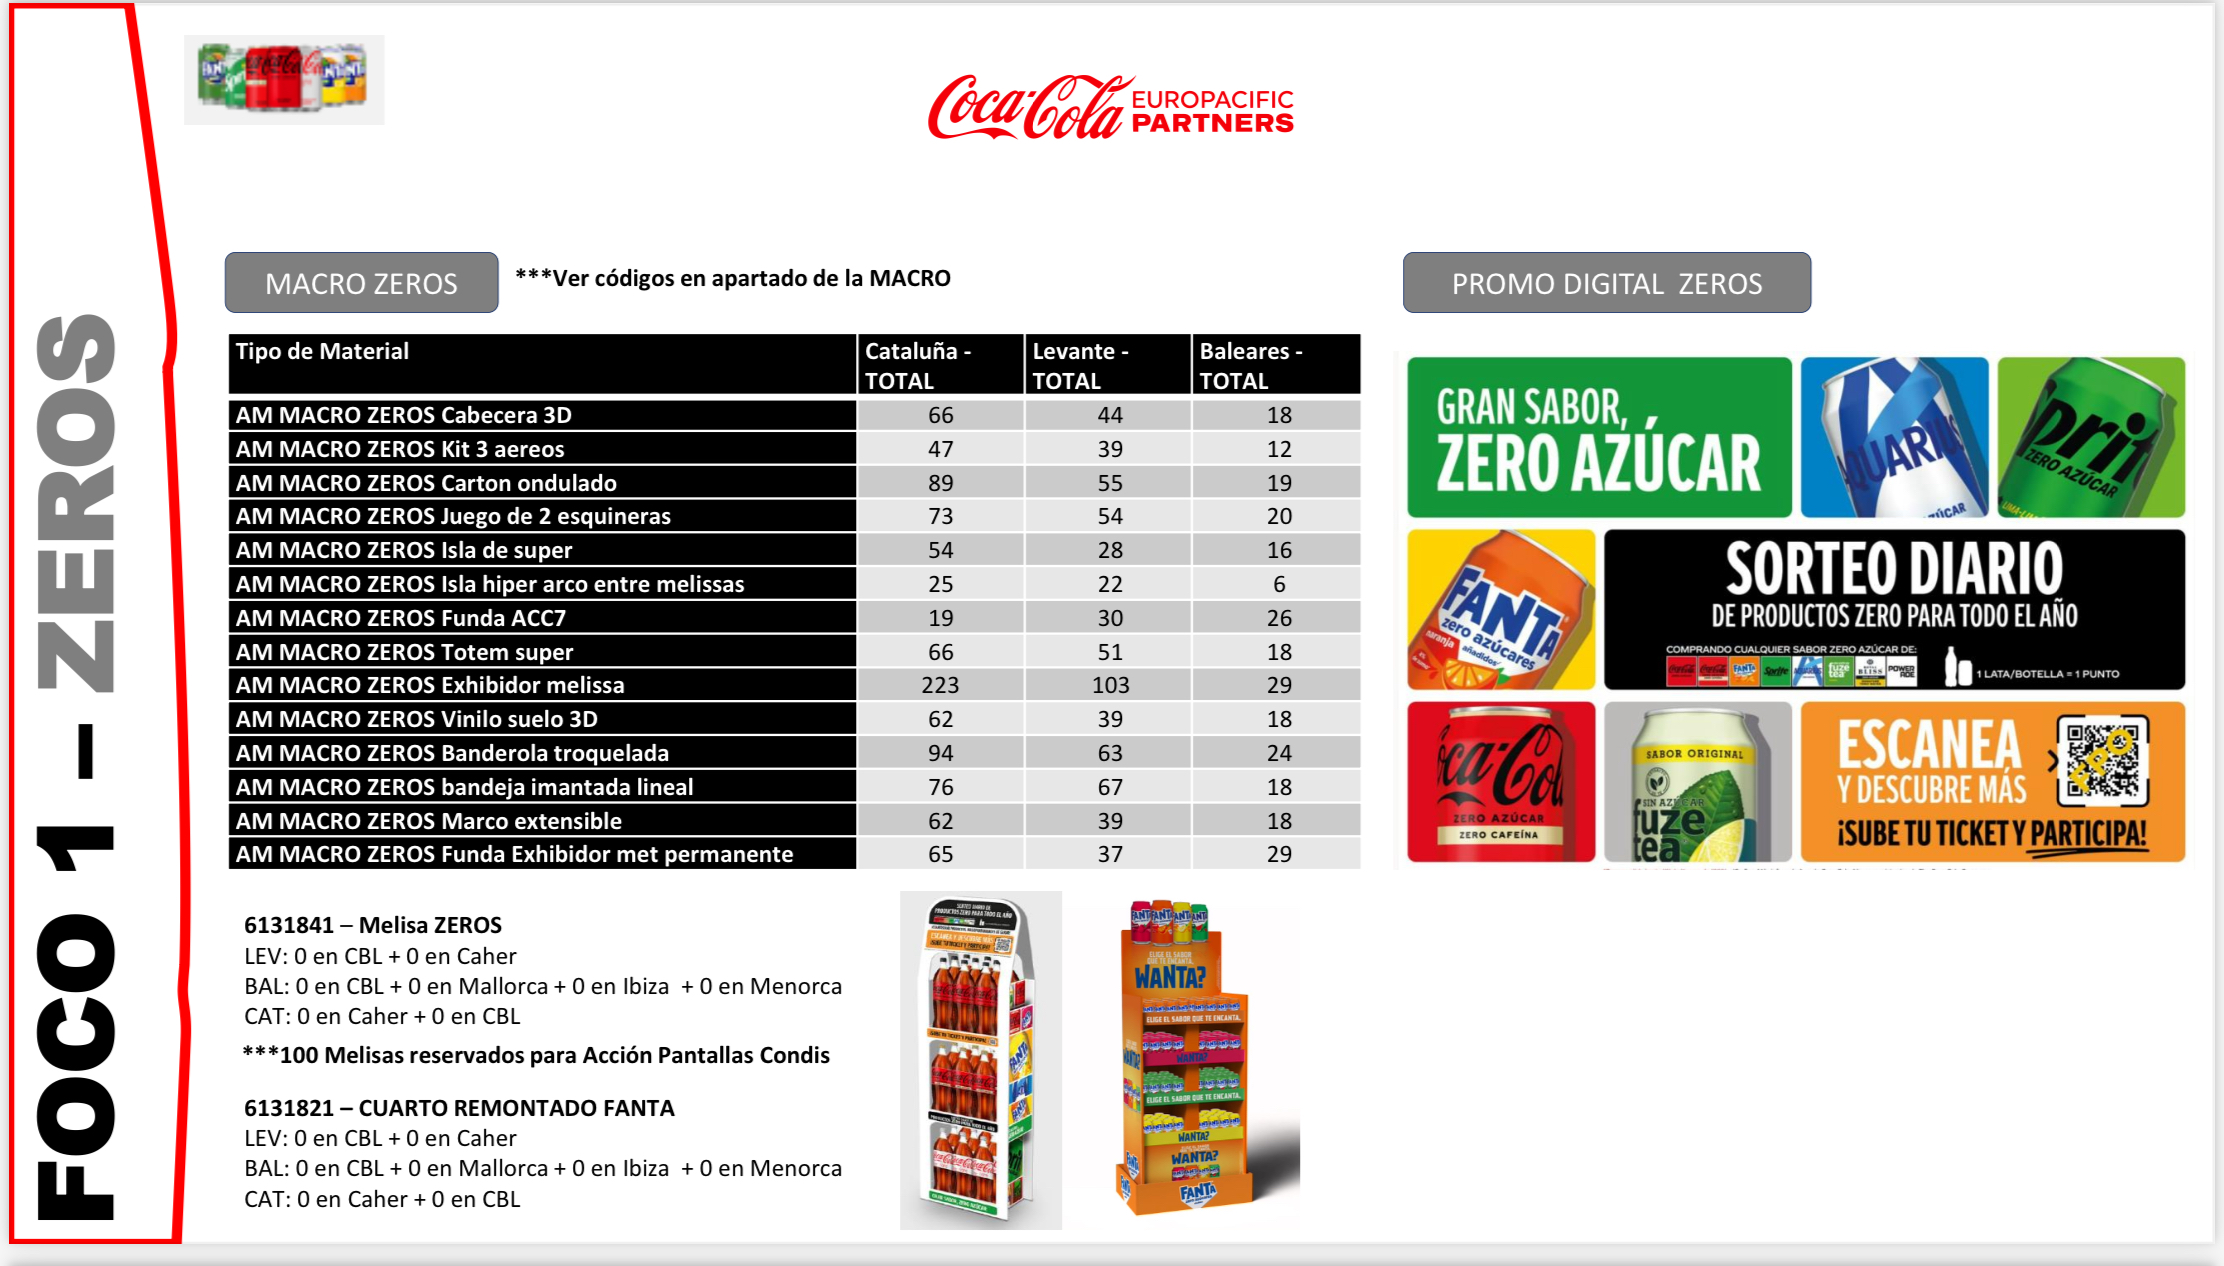 FOCO 1 – ZEROS
Coca-Cola EUROPACIFIC
PARTNERS
MACRO ZEROS
***Ver códigos en apartado de la MACRO
Tipo de Material Cataluña - TOTAL Levante - TOTAL Baleares - TOTAL
AM MACRO ZEROS Cabecera 3D 66 44 18
AM MACRO ZEROS Kit 3 aereos 47 39 12
AM MACRO ZEROS Carton ondulado 89 55 19
AM MACRO ZEROS Juego de 2 esquineras 73 54 20
AM MACRO ZEROS Isla de super 54 28 16
AM MACRO ZEROS Isla hiper arco entre melissas 25 22 6
AM MACRO ZEROS Funda ACC7 19 30 26
AM MACRO ZEROS Totem super 66 51 18
AM MACRO ZEROS Exhibidor melissa 223 103 29
AM MACRO ZEROS Vinilo suelo 3D 62 39 18
AM MACRO ZEROS Banderola troquelada 94 63 24
AM MACRO ZEROS bandeja imantada lineal 76 67 18
AM MACRO ZEROS Marco extensible 62 39 18
AM MACRO ZEROS Funda Exhibidor met permanente 65 37 29
6131841 – Melisa ZEROS
LEV: 0 en CBL + 0 en Caher
BAL: 0 en CBL + 0 en Mallorca + 0 en Ibiza + 0 en Menorca
CAT: 0 en Caher + 0 en CBL
***100 Melisas reservados para Acción Pantallas Condis
6131821 – CUARTO REMONTADO FANTA
LEV: 0 en CBL + 0 en Caher
BAL: 0 en CBL + 0 en Mallorca + 0 en Ibiza + 0 en Menorca
CAT: 0 en Caher + 0 en CBL
WANTA?
ELIGE EL SABOR QUE TE ENCANTA.
WANTA?
ELIGE EL SABOR QUE TE ENCANTA.
WANTA?
WANTA?
FANTA
PROMO DIGITAL ZEROS
GRAN SABOR,
ZERO AZÚCAR
QUARIUS
prit
ZERO AZÚCAR
FANTA
zero azúcares
añadidos
naranja
SORTEO DIARIO
DE PRODUCTOS ZERO PARA TODO EL AÑO
COMPRANDO CUALQUIER SABOR ZERO AZÚCAR DE:
1 LATA/BOTELLA = 1 PUNTO
oca-Col
ZERO AZÚCAR
ZERO CAFEÍNA
SABOR ORIGINAL
SIN AZÚCAR
fuze
tea
ESCANEA
Y DESCUBRE MÁS
FPO
¡SUBE TU TICKET Y PARTICIPA!